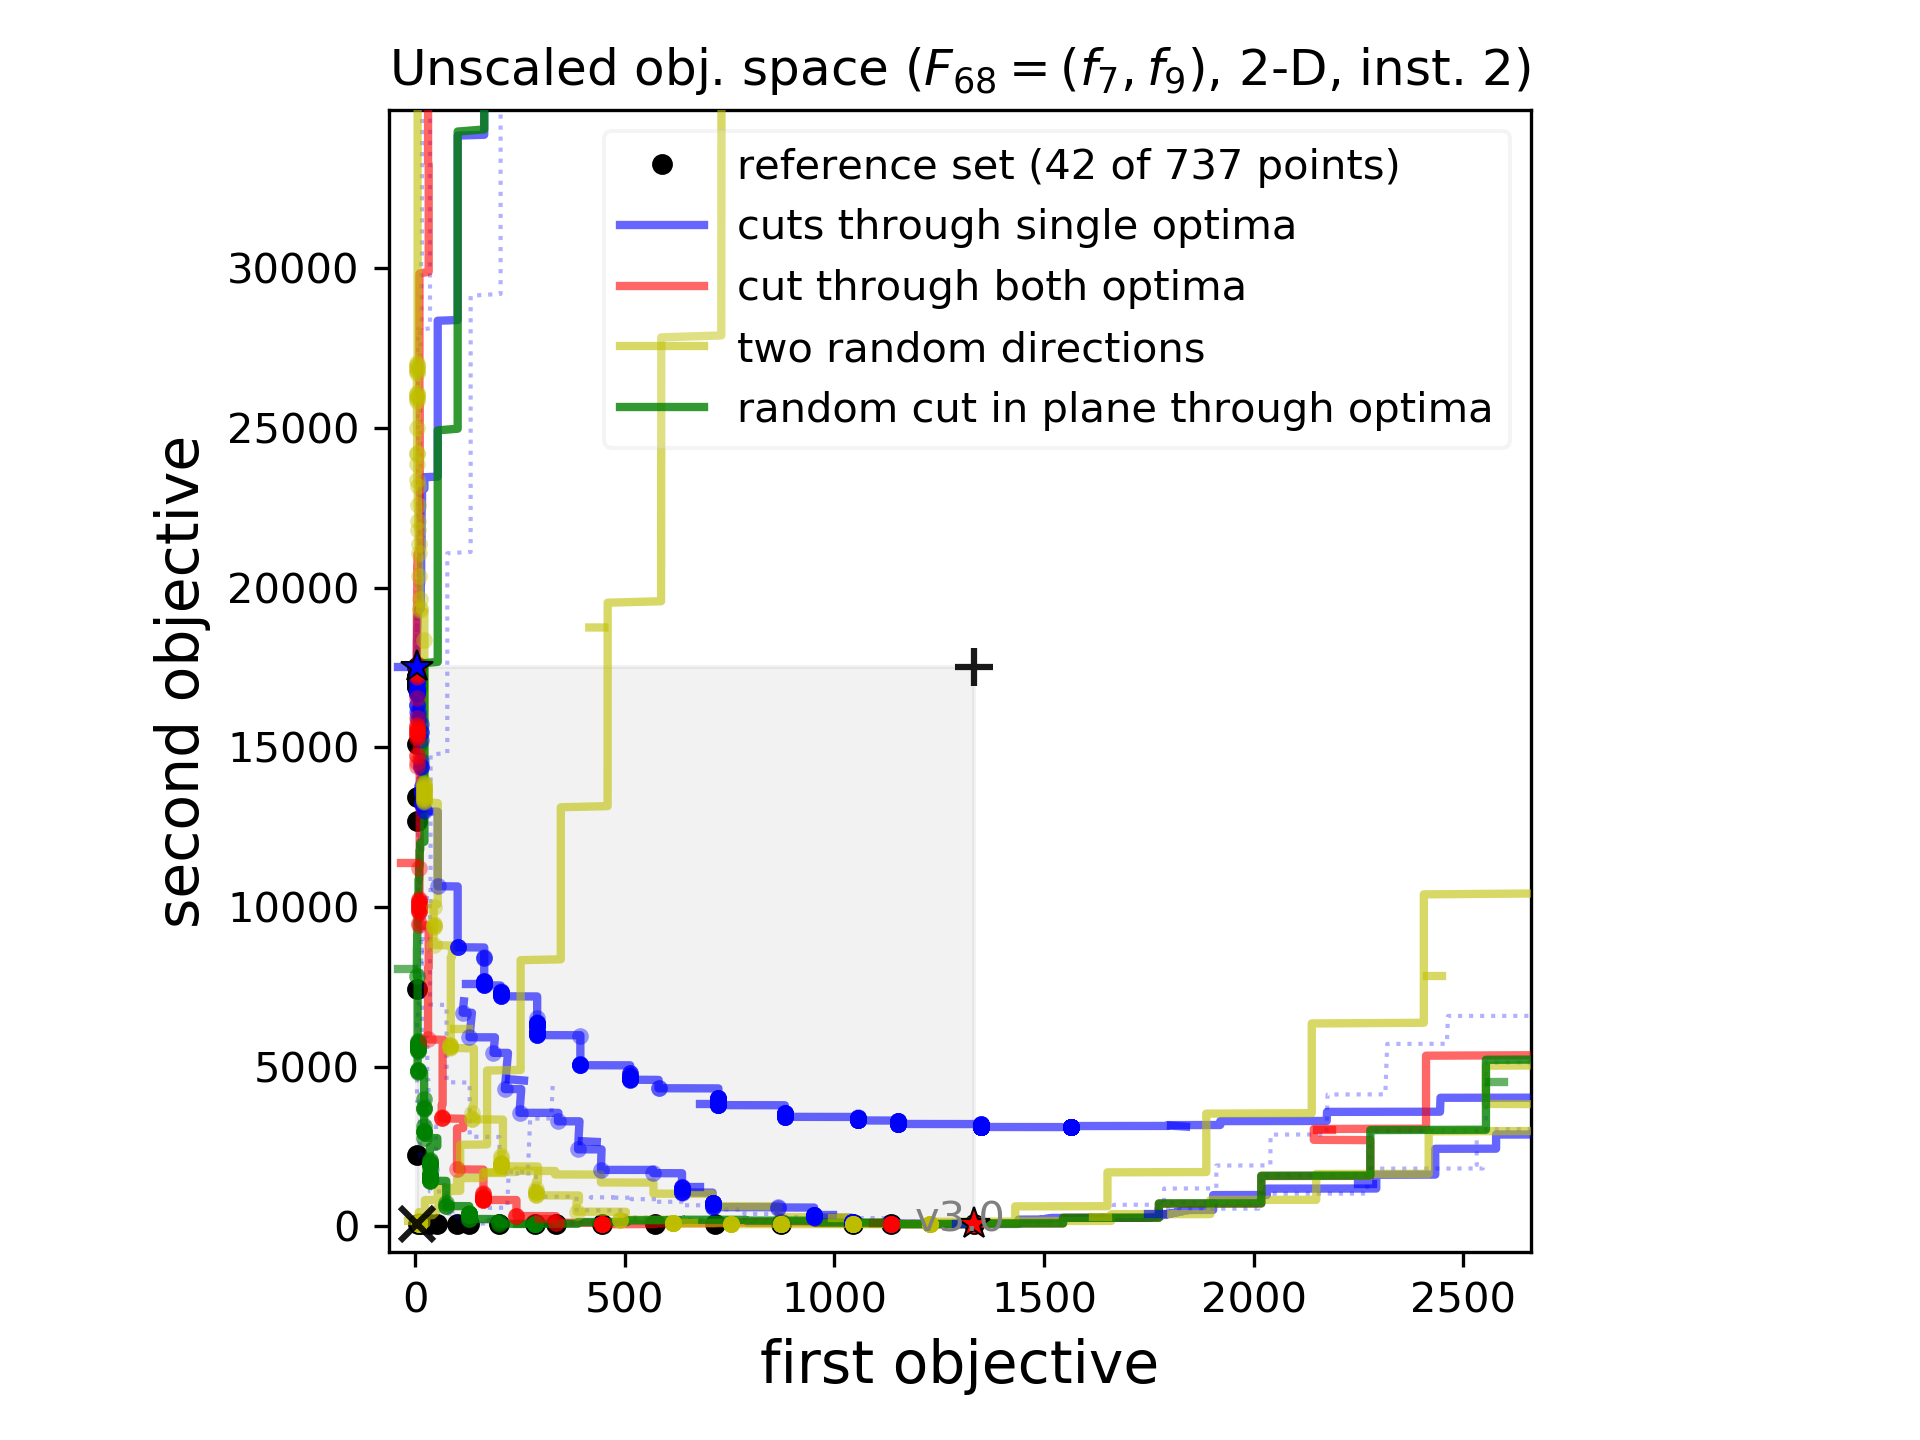 Unscaled obj. space (F68 = (f7, f9), 2-D, inst. 2)
reference set (42 of 737 points)
cuts through single optima
cut through both optima
two random directions
random cut in plane through optima
second objective
30000
25000
20000
15000
10000
5000
0
v3.0
0 500 1000 1500 2000 2500
first objective